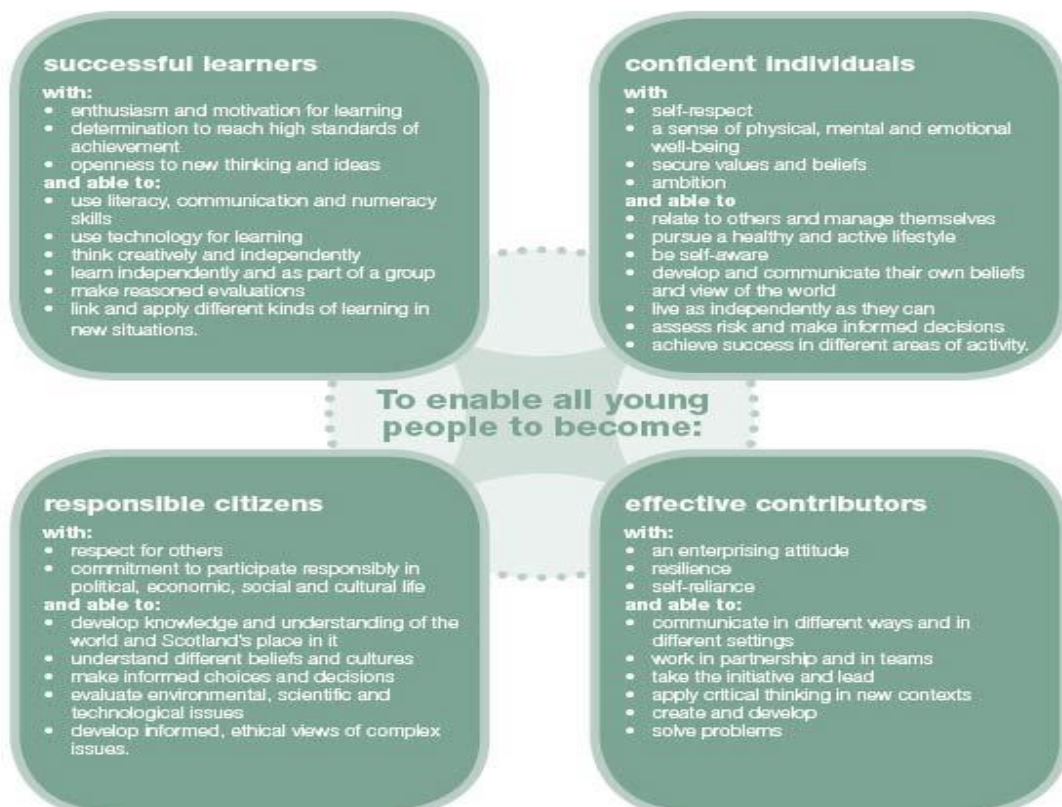 successful learners
with:
• enthusiasm and motivation for learning
• determination to reach high standards of
achievement
• openness to new thinking and ideas
and able to:
• use literacy, communication and numeracy
skills
• use technology for learning
• think creatively and independently
• learn independently and as part of a group
• make reasoned evaluations
• link and apply different kinds of learning in
new situations.
confident individuals
with
• self-respect
• a sense of physical, mental and emotional
well-being
• secure values and beliefs
• ambition
and able to
• relate to others and manage themselves
• pursue a healthy and active lifestyle
• be self-aware
• develop and communicate their own beliefs
and view of the world
• live as independently as they can
• assess risk and make informed decisions
• achieve success in different areas of activity.
To enable all young
people to become:
responsible citizens
with:
• respect for others
• commitment to participate responsibly in
political, economic, social and cultural life
and able to:
• develop knowledge and understanding of the
world and Scotland's place in it
• understand different beliefs and cultures
• make informed choices and decisions
• evaluate environmental, scientific and
technological issues
• develop informed, ethical views of complex
issues.
effective contributors
with:
• an enterprising attitude
• resilience
• self-reliance
and able to:
• communicate in different ways and in
different settings
• work in partnership and in teams
• take the initiative and lead
• apply critical thinking in new contexts
• create and develop
• solve problems